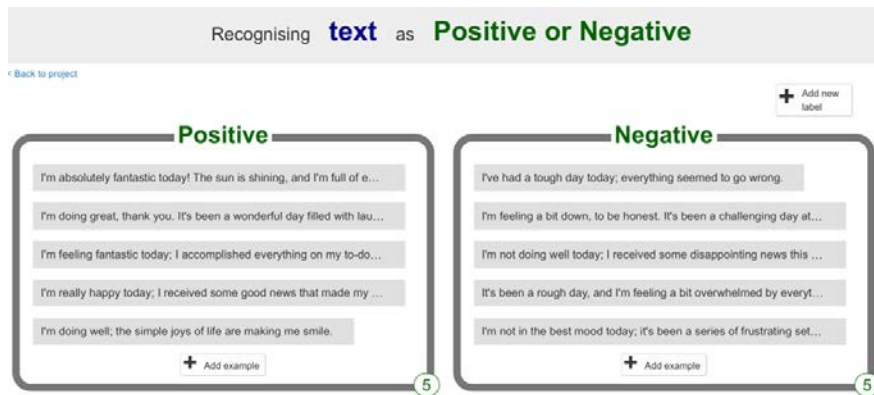 Recognising text as Positive or Negative
< Back to project
Add new
label
Positive
I'm absolutely fantastic today! The sun is shining, and I'm full of e...
I'm doing great, thank you. It's been a wonderful day filled with lau...
I'm feeling fantastic today; I accomplished everything on my to-do...
I'm really happy today; I received some good news that made my ...
I'm doing well; the simple joys of life are making me smile.
Add example
5
Negative
I've had a tough day today; everything seemed to go wrong.
I'm feeling a bit down, to be honest. It's been a challenging day at...
I'm not doing well today; I received some disappointing news this ...
It's been a rough day, and I'm feeling a bit overwhelmed by everyt...
I'm not in the best mood today; it's been a series of frustrating set...
Add example
5